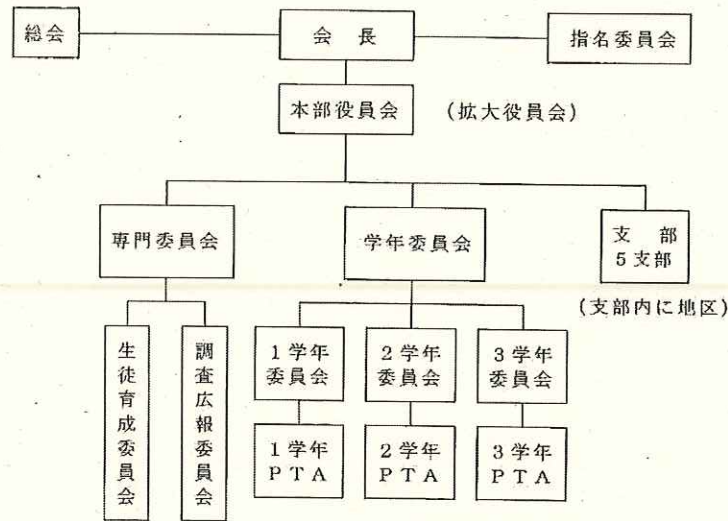 総会
会長
指名委員会
本部役員会
(拡大役員会)
専門委員会
学年委員会
支部
5支部
(支部内に地区)
生徒育成委員会
調査広報委員会
1学年
委員会
2学年
委員会
3学年
委員会
1学年
PTA
2学年
PTA
3学年
PTA